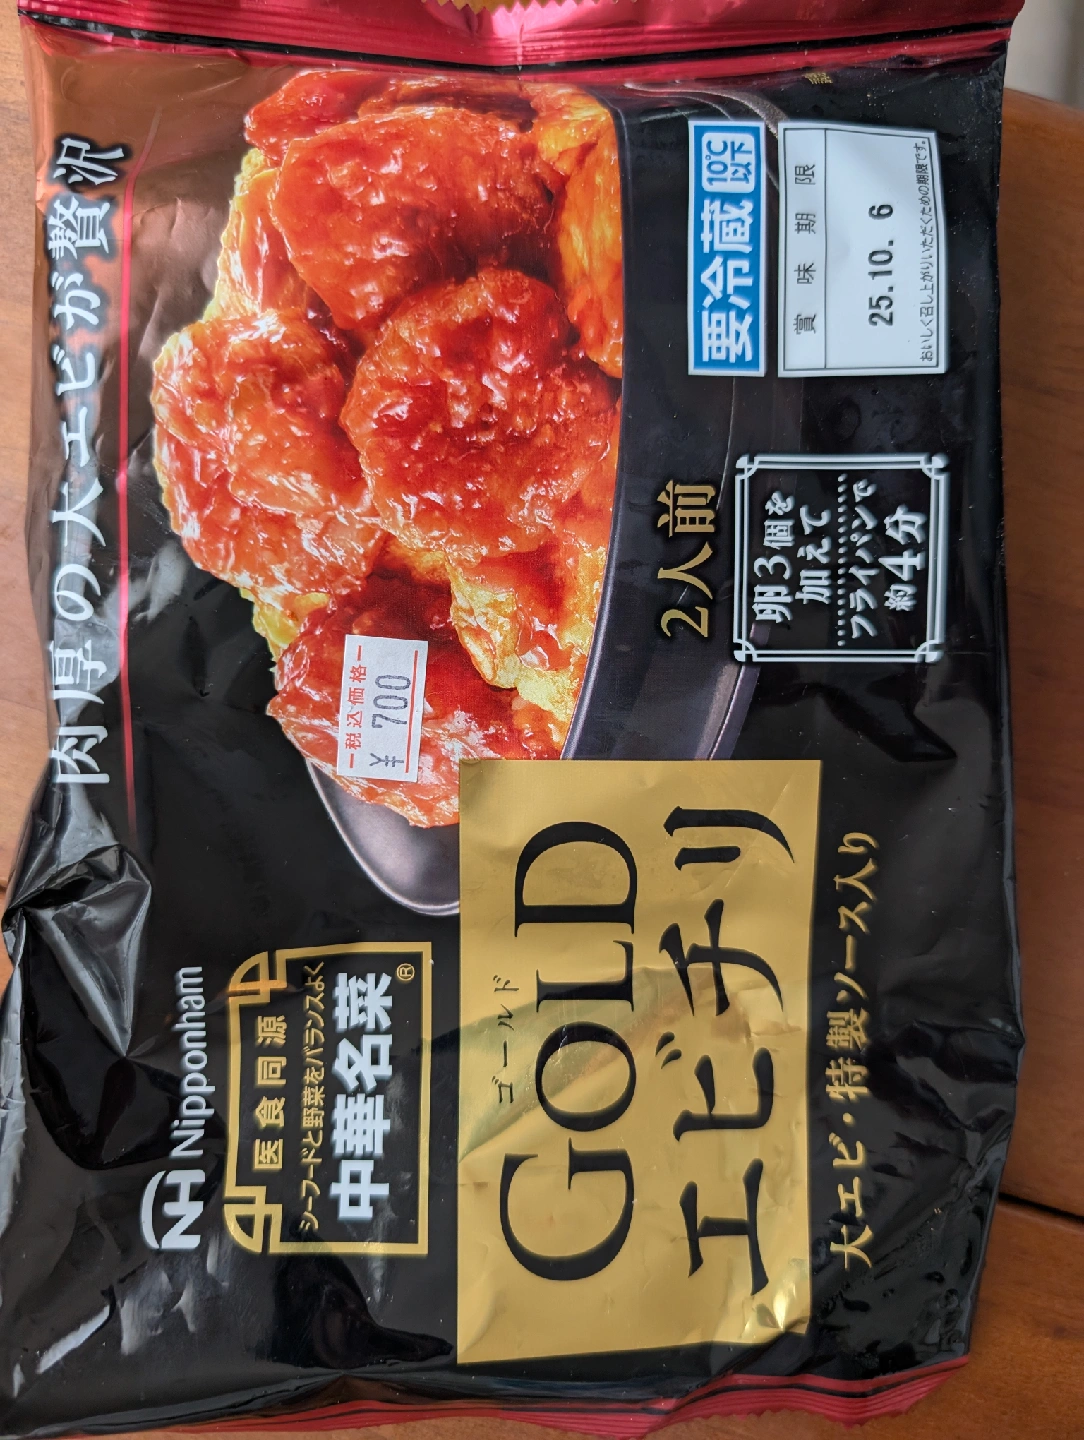 肉厚の大エビが贅沢
Nipponham
医食同源
シーフードと野菜をバランスよく
中華名菜®
税込価格
¥ 700
ゴールド
GOLD
エビチリ
大エビ・特製ソース入り
2人前
卵3個を
加えて
フライパンで
約4分
要冷蔵 10℃以下
賞味期限
25.10.6
おいしく召し上がりいただくための期限です。